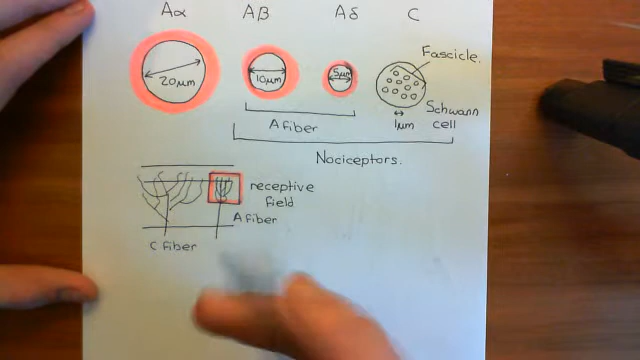 Aα Aβ Aδ C
Fascicle.
20μm 10μm 5μm
Schwann
cell
1μm
A fiber
Nociceptors.
receptive
field
A fiber
C fiber